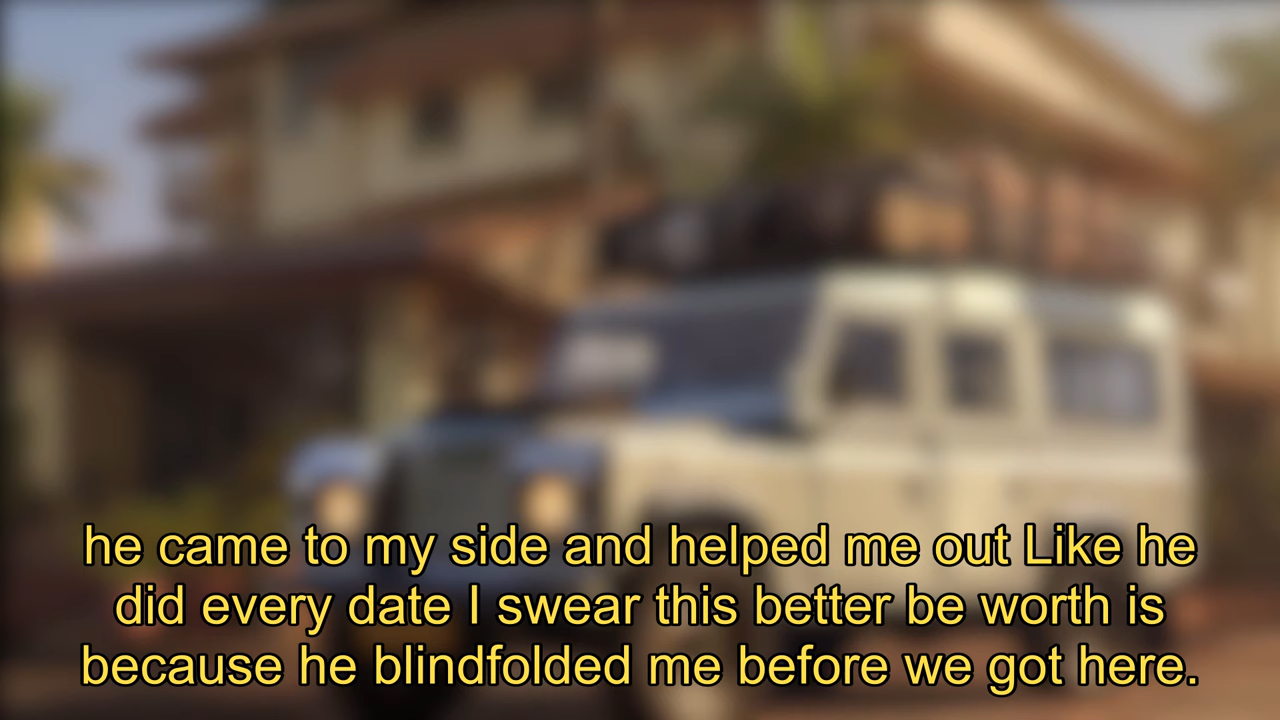 he came to my side and helped me out Like he
did every date I swear this better be worth is
because he blindfolded me before we got here.